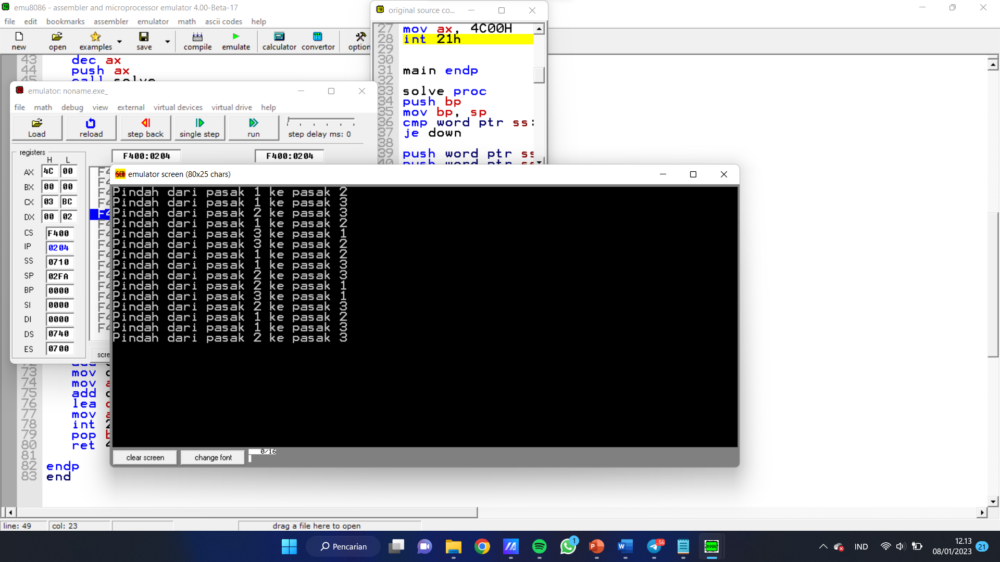 emu8086 - assembler and microprocessor emulator 4.00-Beta-17
file edit bookmarks assembler emulator math ascii codes help
new open examples save compile emulate calculator convertor
43 dec ax
44 push ax
45 call solve
original source co...
27 mov ax, 4C00H
28 int 21h
29
30
31 main endp
32
33 solve proc
34 push bp
35 mov bp, sp
36 cmp word ptr ss:
37 je down
38
39 push word ptr ss
40 push word ptr ss
emulator: noname.exe_
file math debug view external virtual devices virtual drive help
Load reload step back single step run step delay ms: 0
registers F400:0204 F400:0204
H L
AX 4C 00
BX 00 00
CX 03 BC
DX 00 02
CS F400
IP 0204
SS 0710
SP 02FA
BP 0000
SI 0000
DI 0000
DS 0740
ES 0700
emulator screen (80x25 chars)
Pindah dari pasak 1 ke pasak 2
Pindah dari pasak 1 ke pasak 3
Pindah dari pasak 2 ke pasak 3
Pindah dari pasak 1 ke pasak 2
Pindah dari pasak 3 ke pasak 1
Pindah dari pasak 3 ke pasak 2
Pindah dari pasak 1 ke pasak 2
Pindah dari pasak 1 ke pasak 3
Pindah dari pasak 2 ke pasak 3
Pindah dari pasak 2 ke pasak 1
Pindah dari pasak 3 ke pasak 1
Pindah dari pasak 2 ke pasak 3
Pindah dari pasak 1 ke pasak 2
Pindah dari pasak 1 ke pasak 3
Pindah dari pasak 2 ke pasak 3
clear screen change font 0/16
73 mov
74 mov
75 add
76 lea
77 mov
78 int
79 pop
80 ret
81
82 endp
83 end
line: 49 col: 23 drag a file here to open
Pencarian
1
..56
IND
12.13
08/01/2023
21